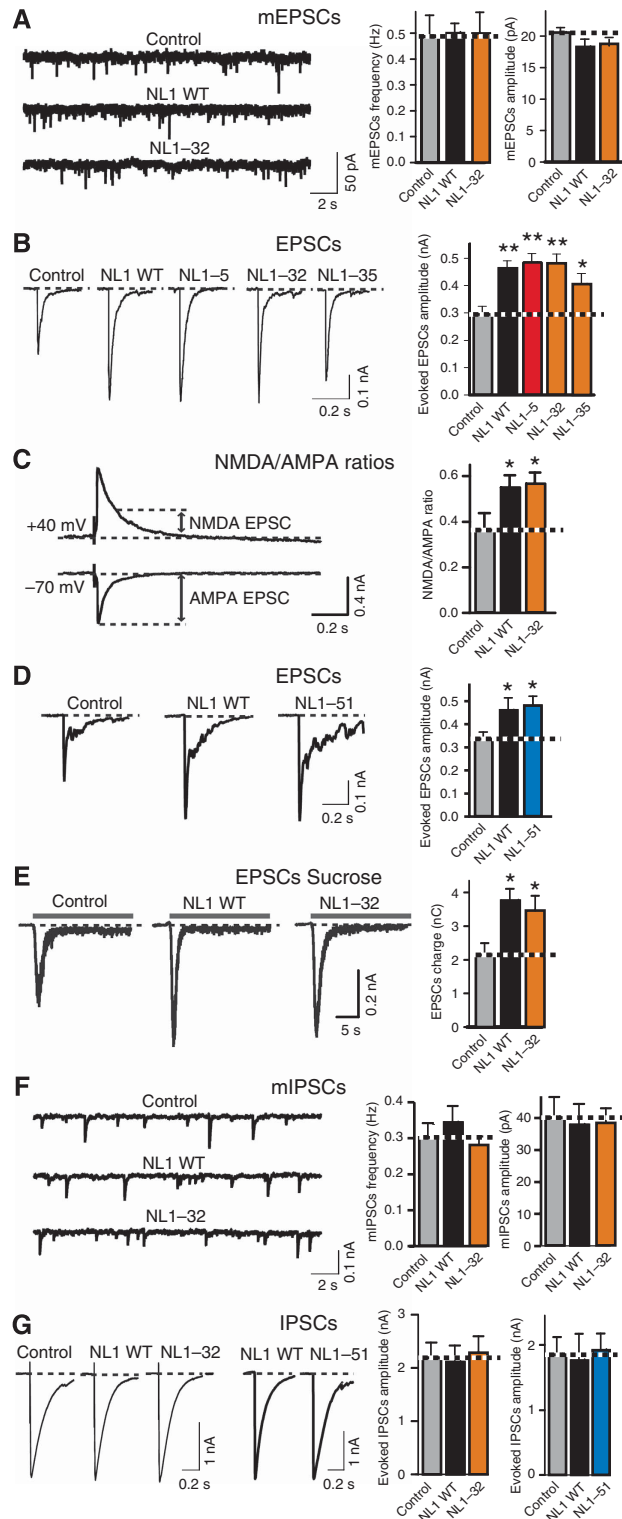 A
mEPSCs
Control
NL1 WT
NL1–32
50 pA
2 s
mEPSCs frequency (Hz)
0.5
0.4
0.3
0.2
0.1
0.0
Control
NL1 WT
NL1–32
mEPSCs amplitude (pA)
20
15
10
5
0
Control
NL1 WT
NL1–32
B
EPSCs
Control
NL1 WT
NL1–5
NL1–32
NL1–35
0.1 nA
0.2 s
Evoked EPSCs amplitude (nA)
0.6
0.5
0.4
0.3
0.2
0.1
0.0
**
**
**
*
Control
NL1 WT
NL1–5
NL1–32
NL1–35
C
NMDA/AMPA ratios
+40 mV
NMDA EPSC
–70 mV
AMPA EPSC
0.4 nA
0.2 s
NMDA/AMPA ratio
0.6
0.4
0.2
0.0
*
*
Control
NL1 WT
NL1–32
D
EPSCs
Control
NL1 WT
NL1–51
0.1 nA
0.2 s
Evoked EPSCs amplitude (nA)
0.5
0.4
0.3
0.2
0.1
0.0
*
*
Control
NL1 WT
NL1–51
E
EPSCs Sucrose
Control
NL1 WT
NL1–32
0.2 nA
5 s
EPSCs charge (nC)
4
3
2
1
0
*
*
Control
NL1 WT
NL1–32
F
mIPSCs
Control
NL1 WT
NL1–32
0.1 nA
2 s
mIPSCs frequency (Hz)
0.4
0.3
0.2
0.1
0.0
Control
NL1 WT
NL1–32
mIPSCs amplitude (pA)
40
30
20
10
0
Control
NL1 WT
NL1–32
G
IPSCs
Control
NL1 WT
NL1–32
1 nA
0.2 s
NL1 WT
NL1–51
1 nA
0.2 s
Evoked IPSCs amplitude (nA)
3
2
1
0
Control
NL1 WT
NL1–32
Evoked IPSCs amplitude (nA)
2
1
0
Control
NL1 WT
NL1–51